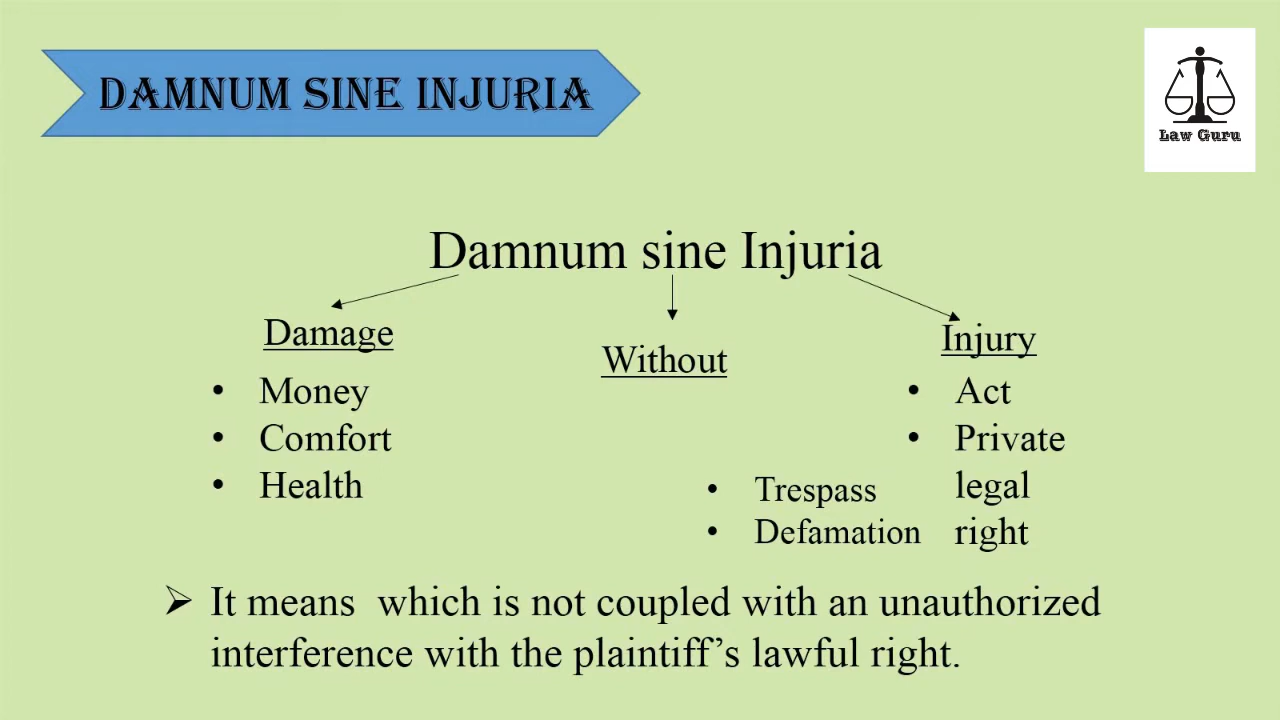 DAMNUM SINE INJURIA
Law Guru
Damnum sine Injuria
Damage
Without
Injury
• Money
• Comfort
• Health
• Act
• Private
legal
right
• Trespass
• Defamation
➢ It means which is not coupled with an unauthorized
interference with the plaintiff’s lawful right.